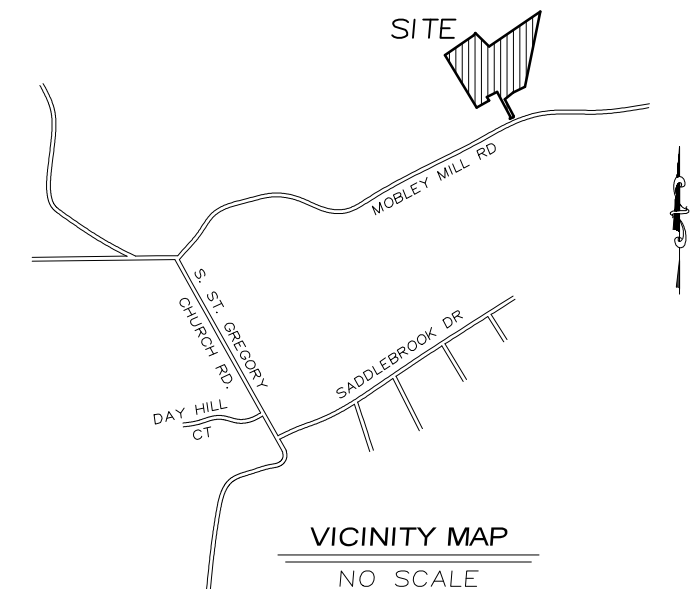 SITE
MOBLEY MILL RD
S. ST. GREGORY
CHURCH RD.
SADDLEBROOK DR
DAY HILL
CT
VICINITY MAP
NO SCALE